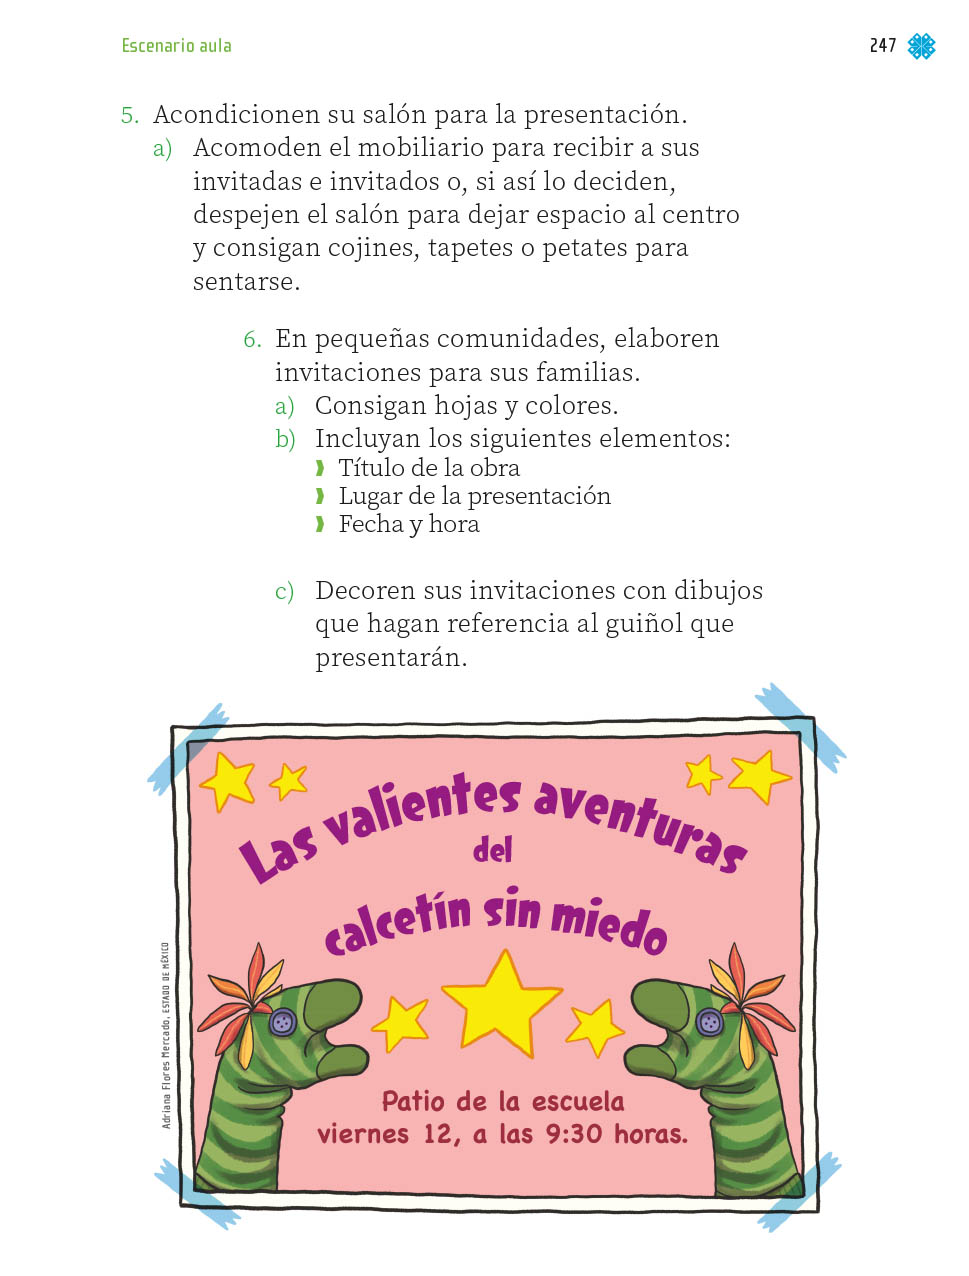 Escenario aula
247
5. Acondicionen su salón para la presentación.
a) Acomoden el mobiliario para recibir a sus
invitadas e invitados o, si así lo deciden,
despejen el salón para dejar espacio al centro
y consigan cojines, tapetes o petates para
sentarse.
6. En pequeñas comunidades, elaboren
invitaciones para sus familias.
a) Consigan hojas y colores.
b) Incluyan los siguientes elementos:
Título de la obra
Lugar de la presentación
Fecha y hora
c) Decoren sus invitaciones con dibujos
que hagan referencia al guiñol que
presentarán.
Las valientes aventuras
del
calcetín sin miedo
Patio de la escuela
viernes 12, a las 9:30 horas.
Adriana Flores Mercado, ESTADO DE MÉXICO